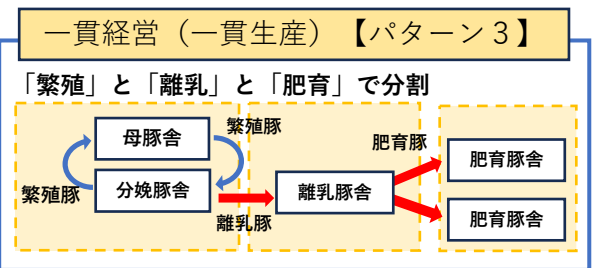 一貫経営（一貫生産）【パターン３】
「繁殖」と「離乳」と「肥育」で分割
母豚舎
繁殖豚
分娩豚舎
繁殖豚
離乳豚
離乳豚舎
肥育豚
肥育豚舎
肥育豚舎